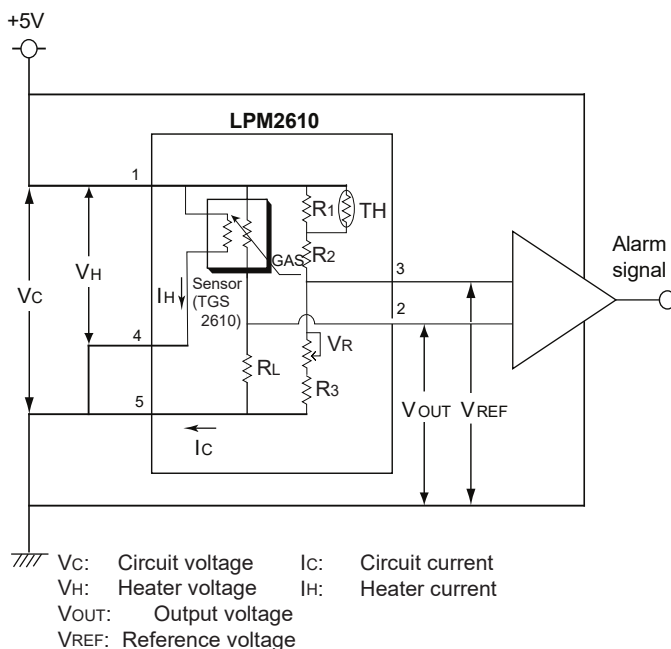 +5V
LPM2610
1
R1
TH
R2
GAS
3
Alarm
signal
VC
VH
IH
Sensor
(TGS
2610)
2
4
VR
RL
R3
5
VOUT
VREF
IC
VC: Circuit voltage IC: Circuit current
VH: Heater voltage IH: Heater current
VOUT: Output voltage
VREF: Reference voltage